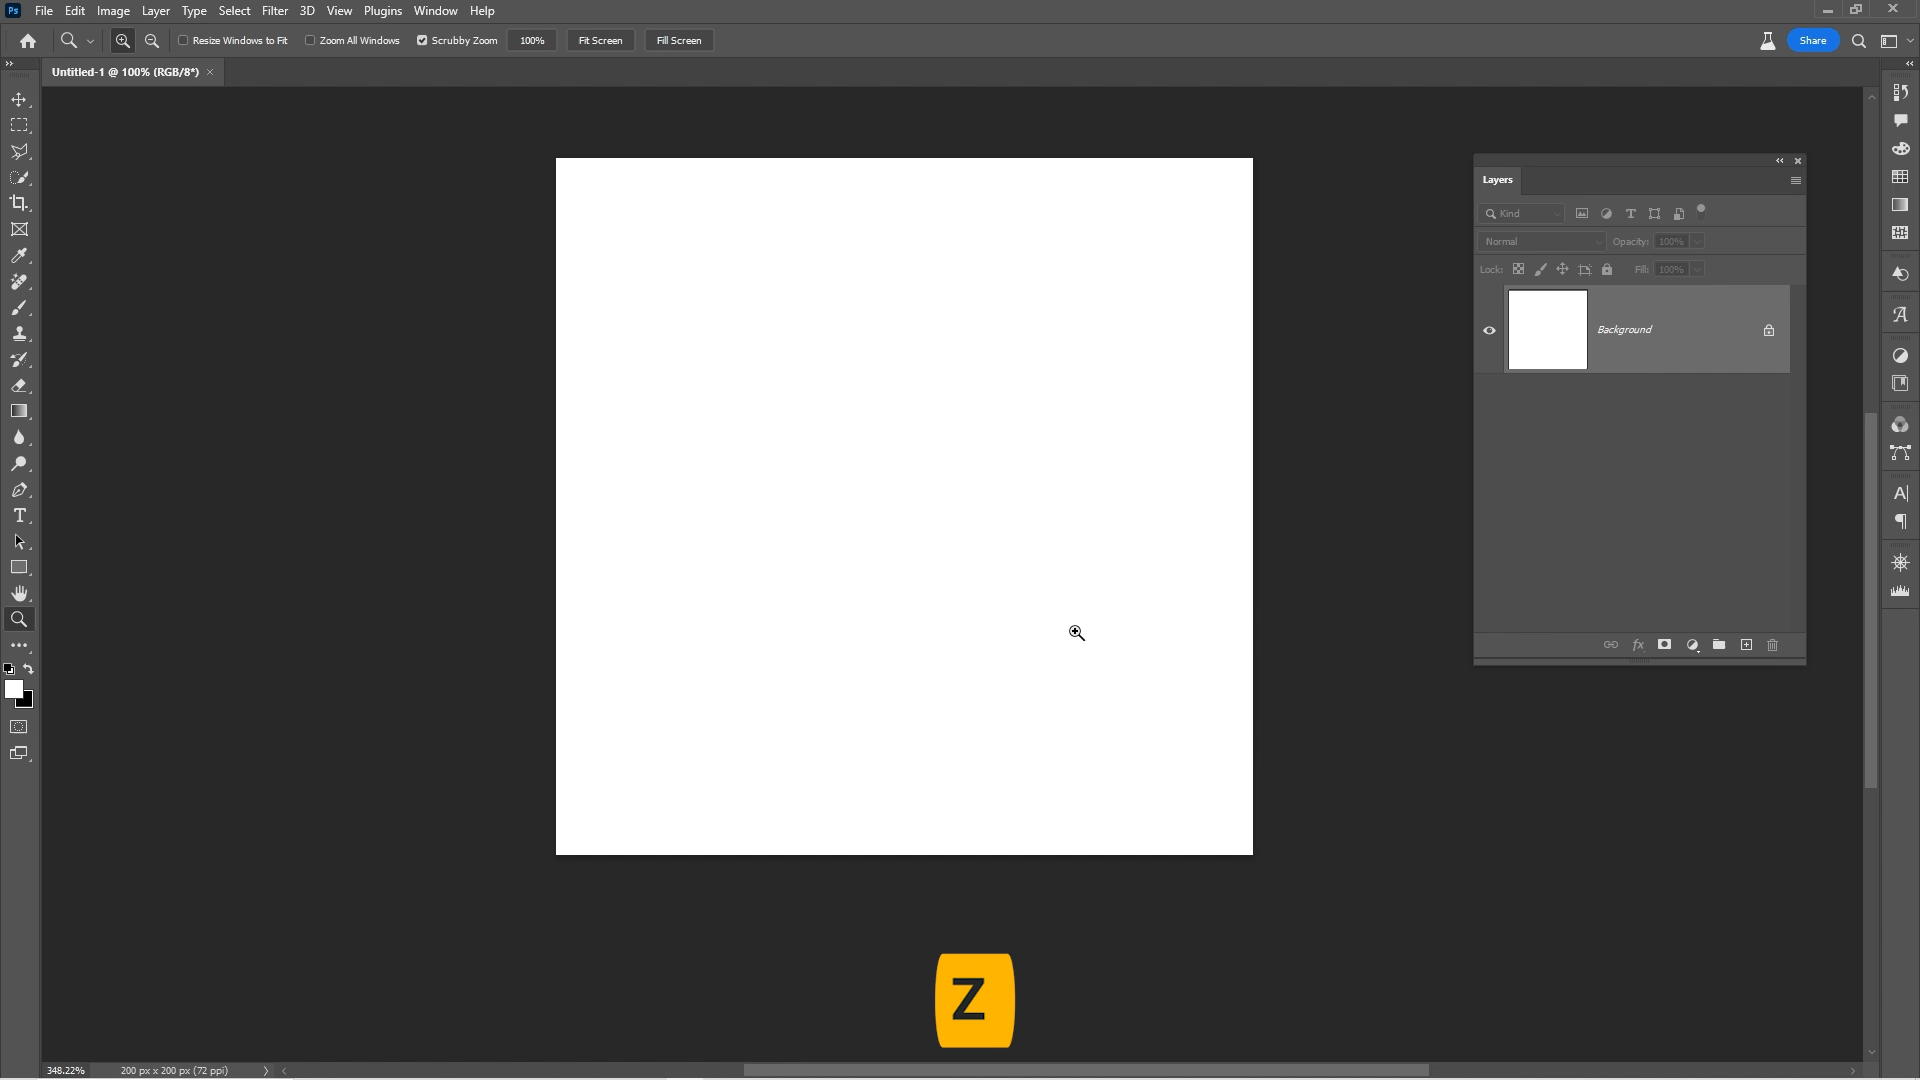 Ps File Edit Image Layer Type Select Filter 3D View Plugins Window Help
Resize Windows to Fit Zoom All Windows Scrubby Zoom 100% Fit Screen Fill Screen Share
Untitled-1 @ 100% (RGB/8*)
Layers
Kind
Normal Opacity: 100%
Lock: Fill: 100%
Background
Z
348.22% 200 px x 200 px (72 ppi)